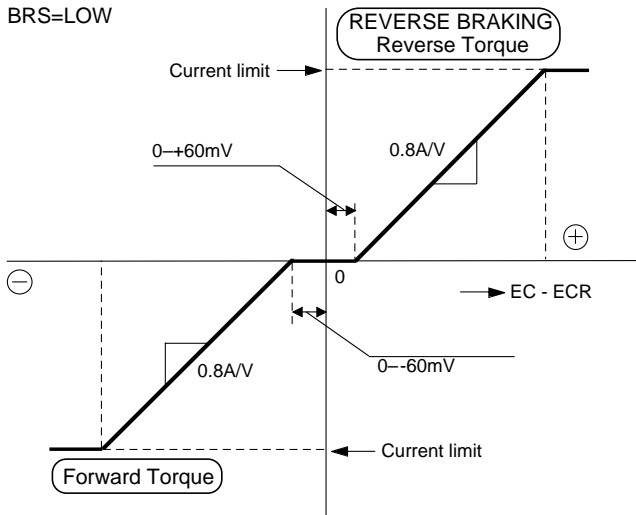 BRS=LOW
REVERSE BRAKING
Reverse Torque
Current limit
0–+60mV
0.8A/V
+
−
0
EC - ECR
0.8A/V
0–-60mV
Current limit
Forward Torque